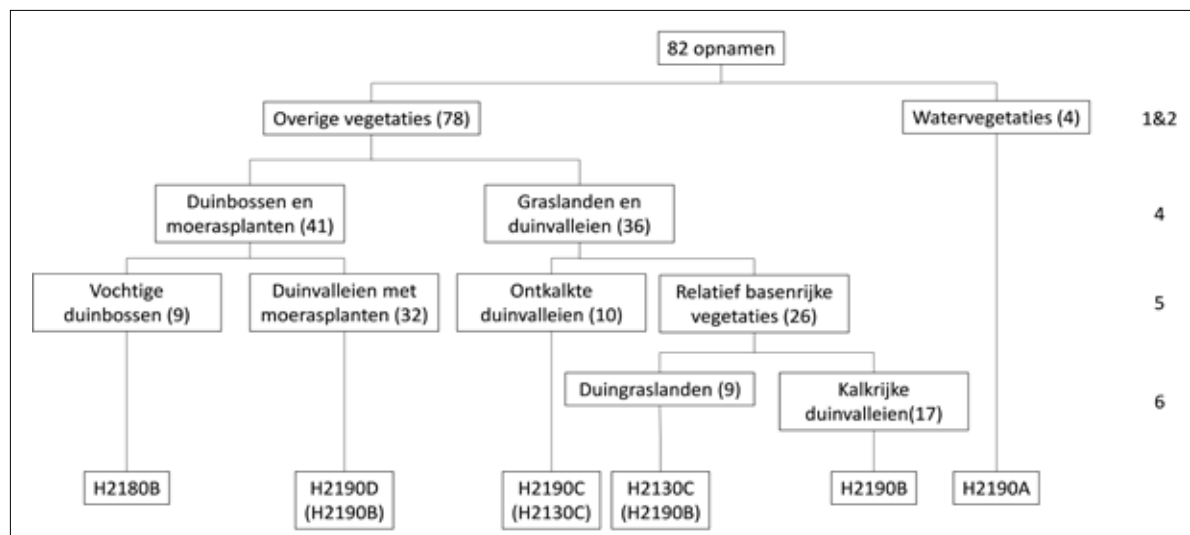 82 opnamen
Overige vegetaties (78)
Watervegetaties (4)
1&2
Duinbossen en
moerasplanten (41)
Graslanden en
duinvalleien (36)
4
Vochtige
duinbossen (9)
Duinvalleien met
moerasplanten (32)
Ontkalkte
duinvalleien (10)
Relatief basenrijke
vegetaties (26)
5
Duingraslanden (9)
Kalkrijke
duinvalleien(17)
6
H2180B
H2190D
(H2190B)
H2190C
(H2130C)
H2130C
(H2190B)
H2190B
H2190A